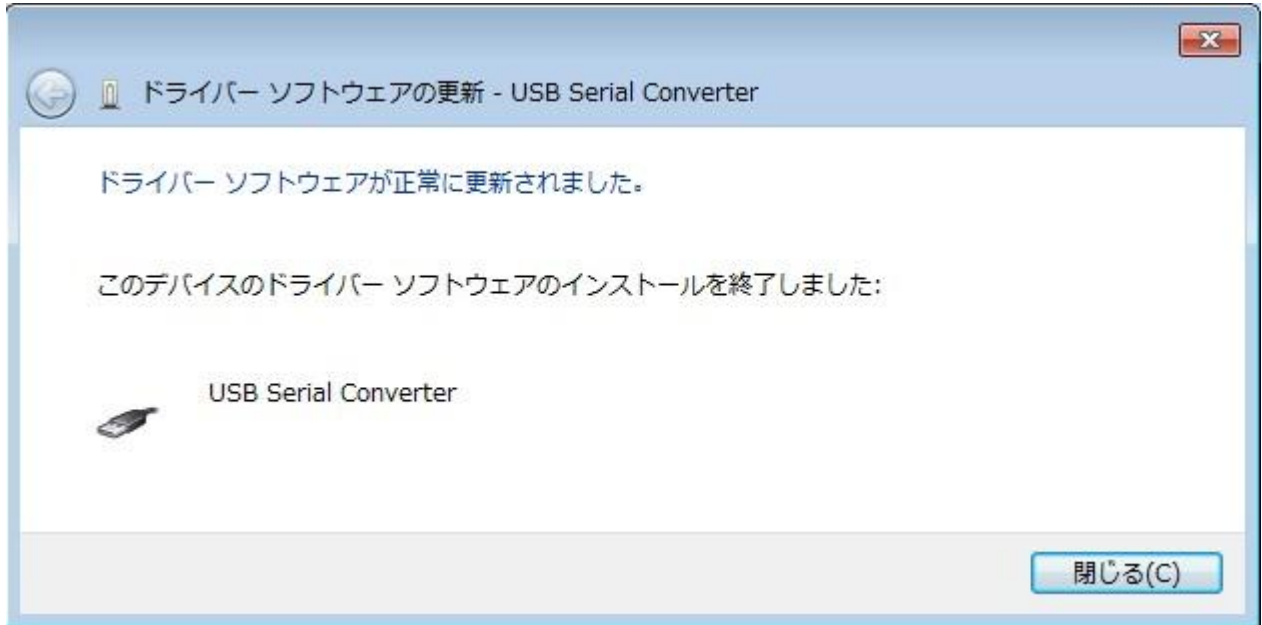 ドライバー ソフトウェアの更新 - USB Serial Converter
ドライバー ソフトウェアが正常に更新されました。
このデバイスのドライバー ソフトウェアのインストールを終了しました:
USB Serial Converter
閉じる(C)